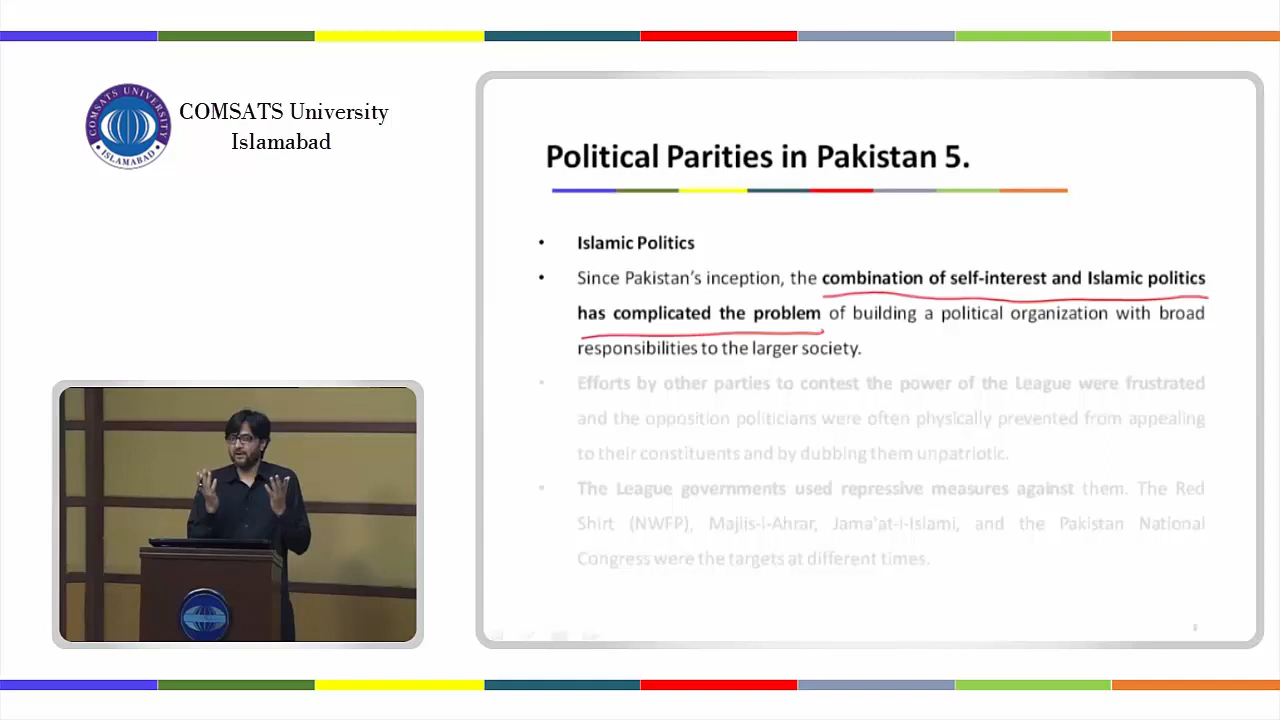 COMSATS University
Islamabad
COMSATS UNIVERSITY
ISLAMABAD
Political Parities in Pakistan 5.
• Islamic Politics
• Since Pakistan's inception, the combination of self-interest and Islamic politics
has complicated the problem of building a political organization with broad
responsibilities to the larger society.
• Efforts by other parties to contest the power of the League were frustrated
and the opposition politicians were often physically prevented from appealing
to their constituents and by dubbing them unpatriotic.
• The League governments used repressive measures against them. The Red
Shirt (NWFP), Majlis-i-Ahrar, Jama'at-i-Islami, and the Pakistan National
Congress were the targets at different times.